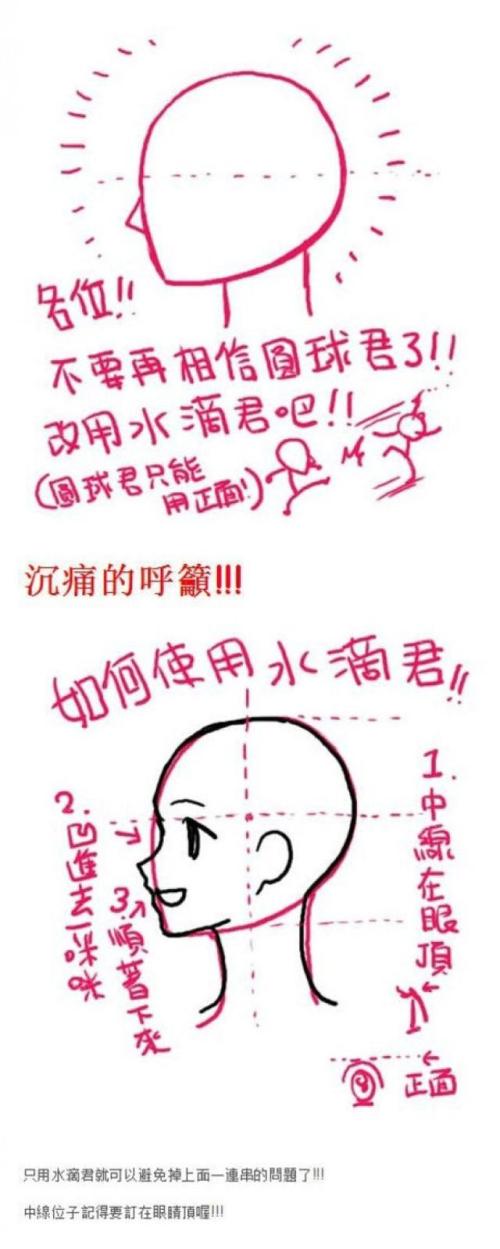 各位!!
不要再相信圓球君了!!
改用水滴君吧!!
(圓球君只能
用正面!)
沉痛的呼籲!!!
如何使用水滴君!!
1.中線在眼頂
2.凹進去一咪咪
3.順著下來
正面
只用水滴君就可以避免掉上面一連串的問題了!!!
中線位子記得要訂在眼睛頂喔!!!